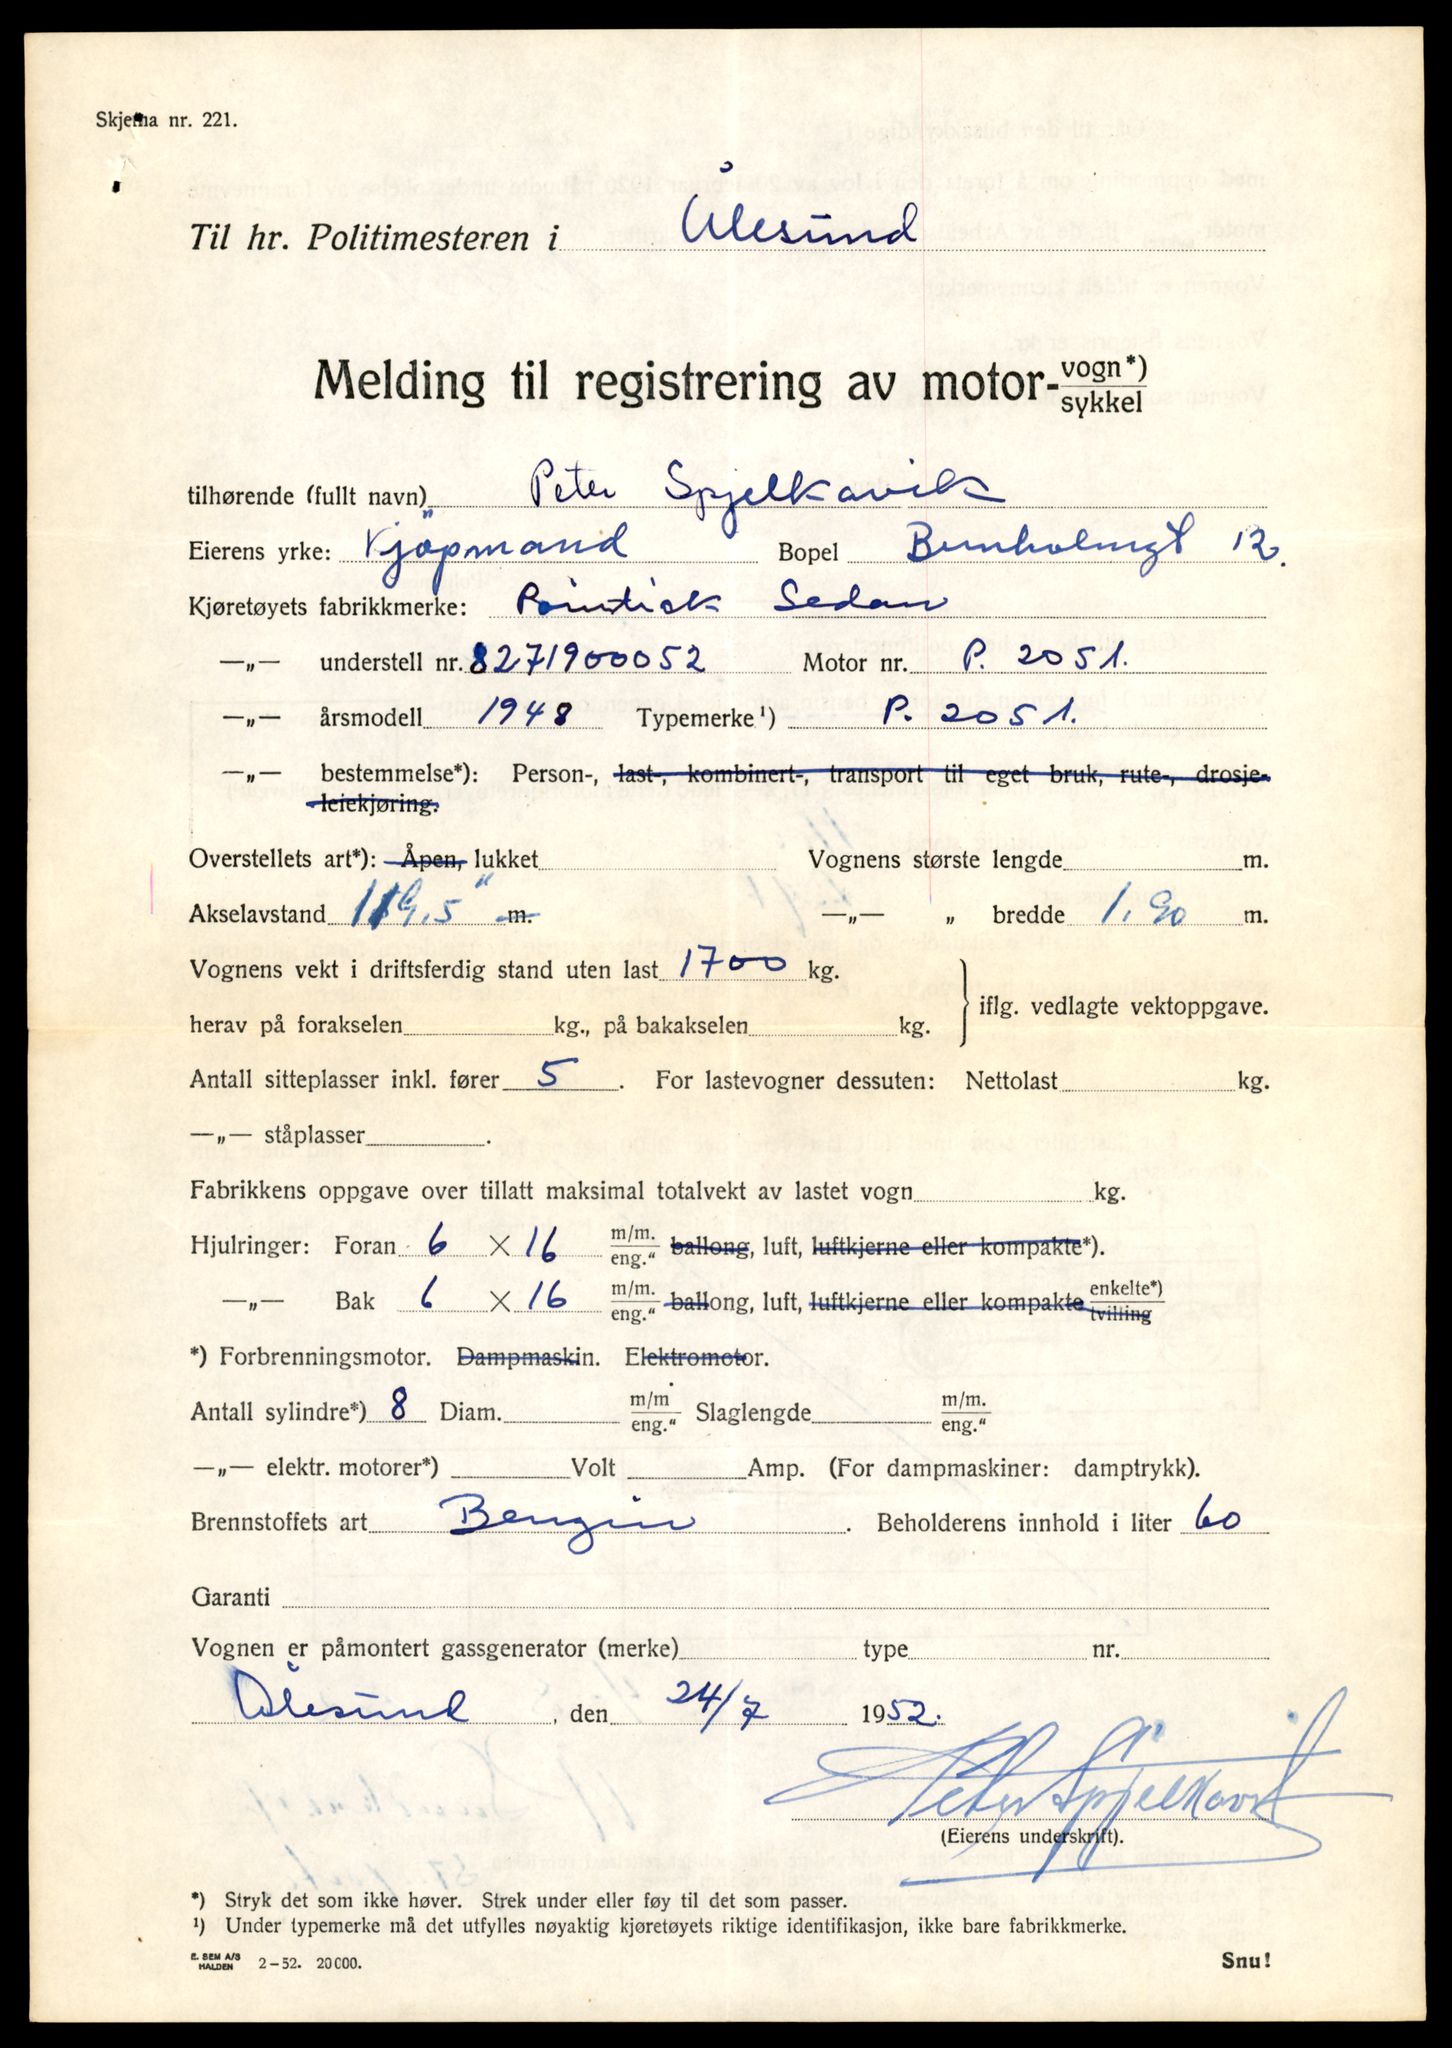 Skjema nr. 221.
Til hr. Politimesteren i Ålesund
Melding til registrering av motor-vogn*)
sykkel
tilhørende (fullt navn) Peter Spjelkavik
Eierens yrke: Kjöpmand Bopel 12.
Kjøretøyets fabrikkmerke: Pointiak Sedan
—„— understell nr. 8271900052 Motor nr. P. 2051.
—„— årsmodell 1948 Typemerke¹) P. 2051.
—„— bestemmelse*): Person-, last-, kombinert-, transport til eget bruk, rute-, drosje-
leiekjøring.
Overstellets art*): Åpen, lukket Vognens største lengde m.
Akselavstand 119,5" m. —„— „ bredde 1,90 m.
Vognens vekt i driftsferdig stand uten last 1700 kg.
herav på forakselen kg., på bakakselen kg. iflg. vedlagte vektoppgave.
Antall sitteplasser inkl. fører 5. For lastevogner dessuten: Nettolast kg.
—„— ståplasser .
Fabrikkens oppgave over tillatt maksimal totalvekt av lastet vogn kg.
Hjulringer: Foran 6 × 16 m/m. eng.“ ballong, luft, luftkjerne eller kompakte*).
—„— Bak 6 × 16 m/m. eng.“ ballong, luft, luftkjerne eller kompakte enkelte*) tvilling
*) Forbrenningsmotor. Dampmaskin. Elektromotor.
Antall sylindre*) 8 Diam. m/m eng.“ Slaglengde m/m. eng.“
—„— elektr. motorer*) Volt Amp. (For dampmaskiner: damptrykk).
Brennstoffets art Bengin . Beholderens innhold i liter 60
Garanti
Vognen er påmontert gassgenerator (merke) type nr.
Ålesund, den 24/7 1952.
Peter Spjelkavik
(Eierens underskrift).
*) Stryk det som ikke høver. Strek under eller føy til det som passer.
¹) Under typemerke må det utfylles nøyaktig kjøretøyets riktige identifikasjon, ikke bare fabrikkmerke.
E. SEM A/S
HALDEN 2–52. 20000. Snu!